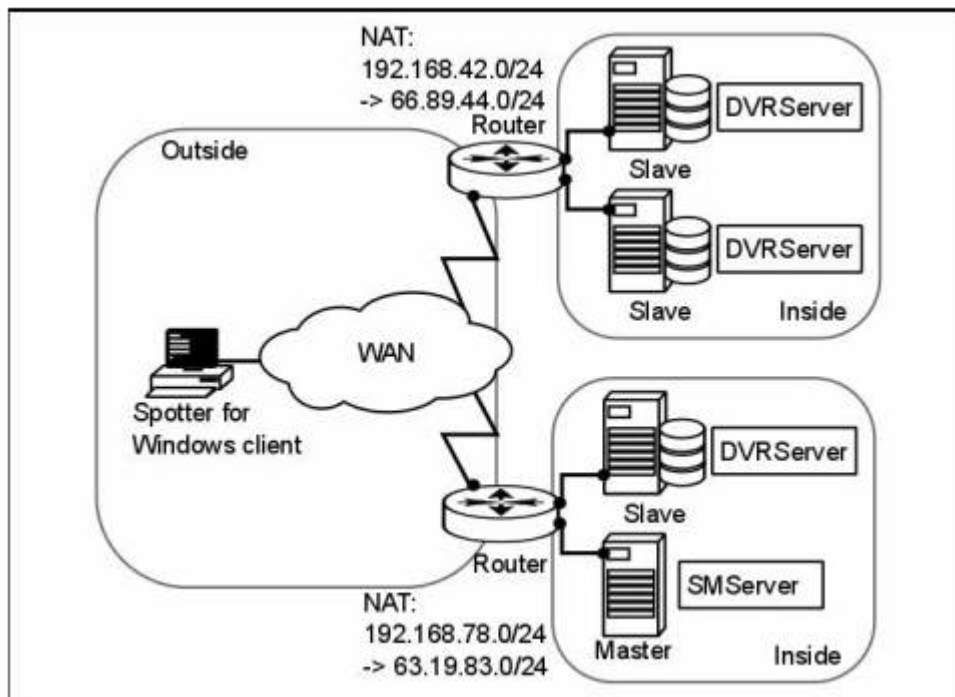 NAT:
192.168.42.0/24
-> 66.89.44.0/24
Router
Outside
DVRServer
Slave
DVRServer
Slave
Inside
WAN
Spotter for
Windows client
DVRServer
Slave
Router
SMServer
NAT:
192.168.78.0/24
-> 63.19.83.0/24
Master
Inside